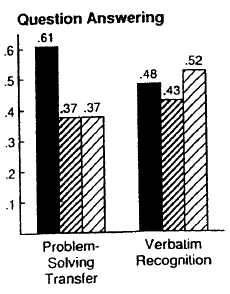 Question Answering
.61
.6
.52
.5
.48
.43
.4
.37 .37
.3
.2
.1
Problem-
Solving
Transfer
Verbatim
Recognition